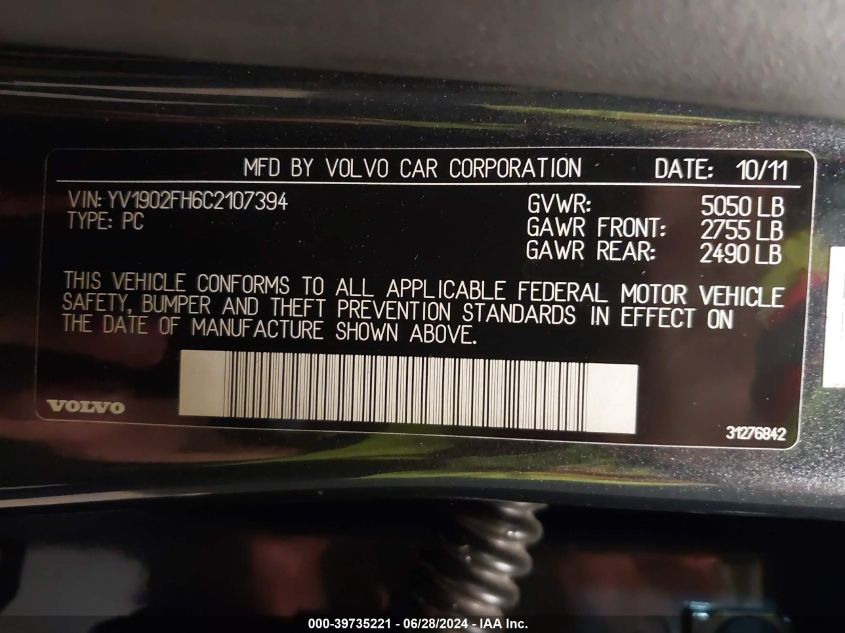 MFD BY VOLVO CAR CORPORATION DATE: 10/11
VIN: YV1902FH6C2107394
TYPE: PC
GVWR: 5050 LB
GAWR FRONT: 2755 LB
GAWR REAR: 2490 LB
THIS VEHICLE CONFORMS TO ALL APPLICABLE FEDERAL MOTOR VEHICLE
SAFETY, BUMPER AND THEFT PREVENTION STANDARDS IN EFFECT ON
THE DATE OF MANUFACTURE SHOWN ABOVE.
VOLVO
31276842
000-39735221 - 06/28/2024 - IAA Inc.